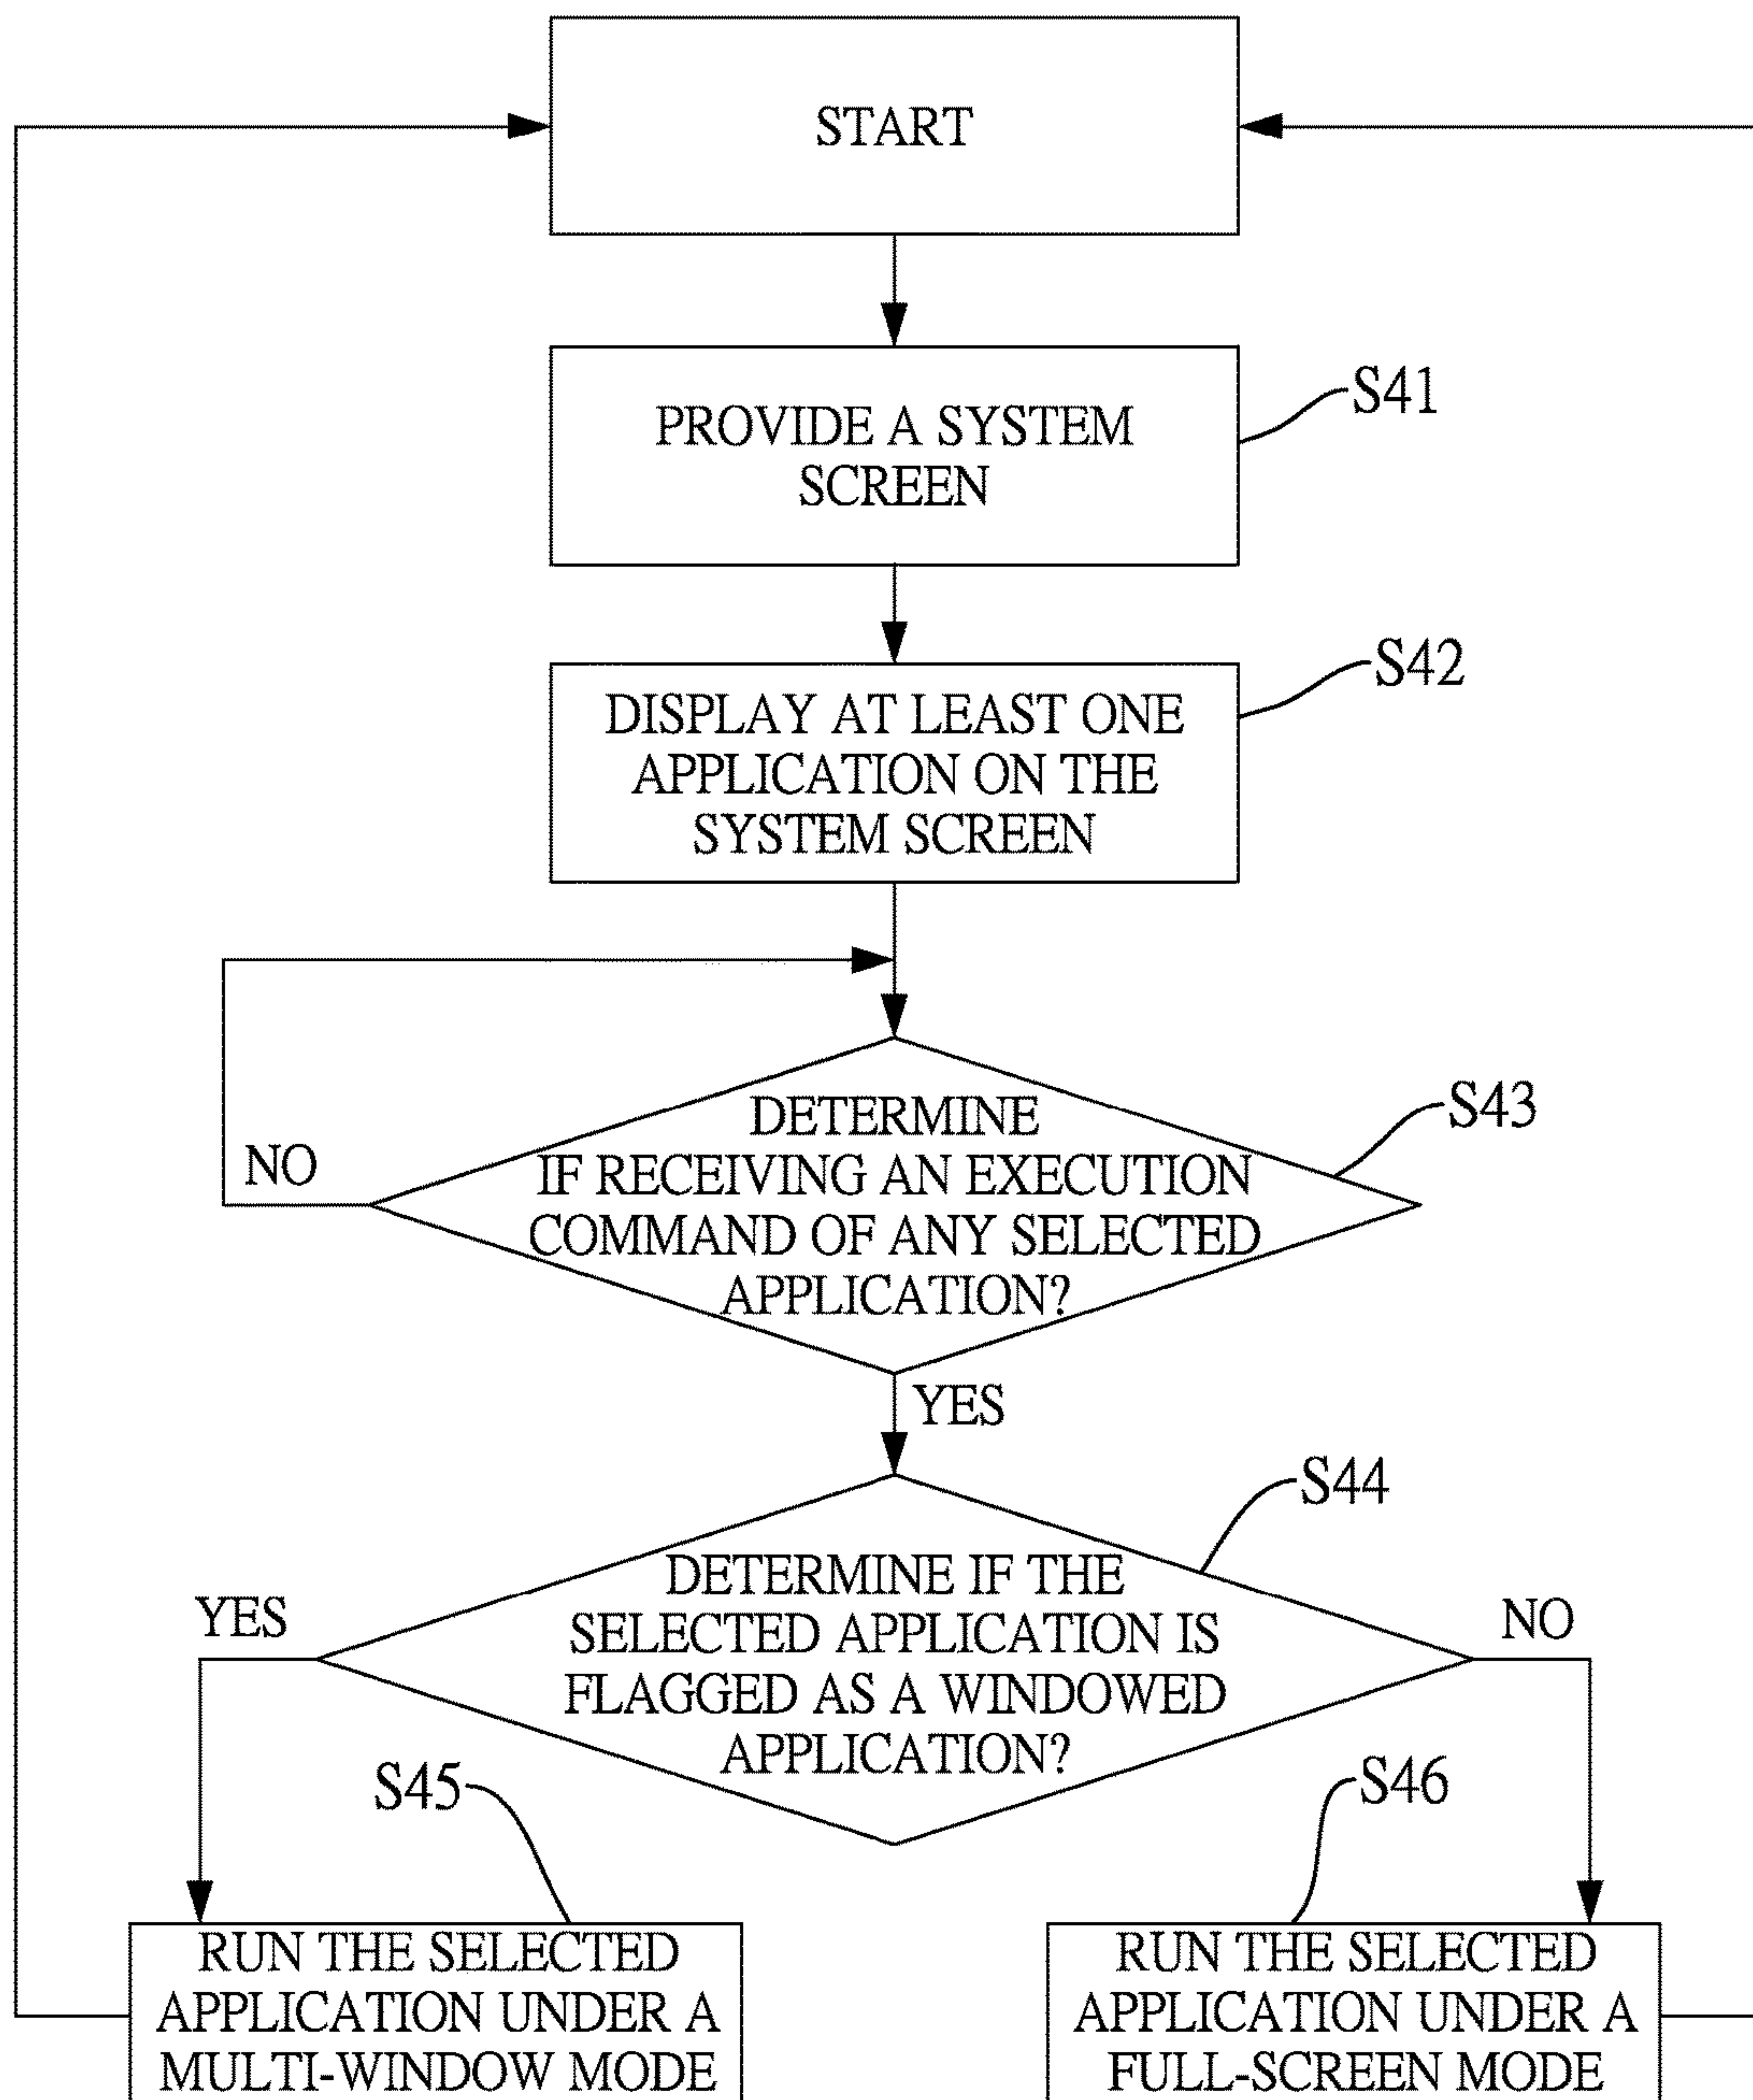 START
PROVIDE A SYSTEM
SCREEN
S41
DISPLAY AT LEAST ONE
APPLICATION ON THE
SYSTEM SCREEN
S42
DETERMINE
IF RECEIVING AN EXECUTION
COMMAND OF ANY SELECTED
APPLICATION?
S43
NO
YES
DETERMINE IF THE
SELECTED APPLICATION IS
FLAGGED AS A WINDOWED
APPLICATION?
S44
YES
NO
S45
S46
RUN THE SELECTED
APPLICATION UNDER A
MULTI-WINDOW MODE
RUN THE SELECTED
APPLICATION UNDER A
FULL-SCREEN MODE